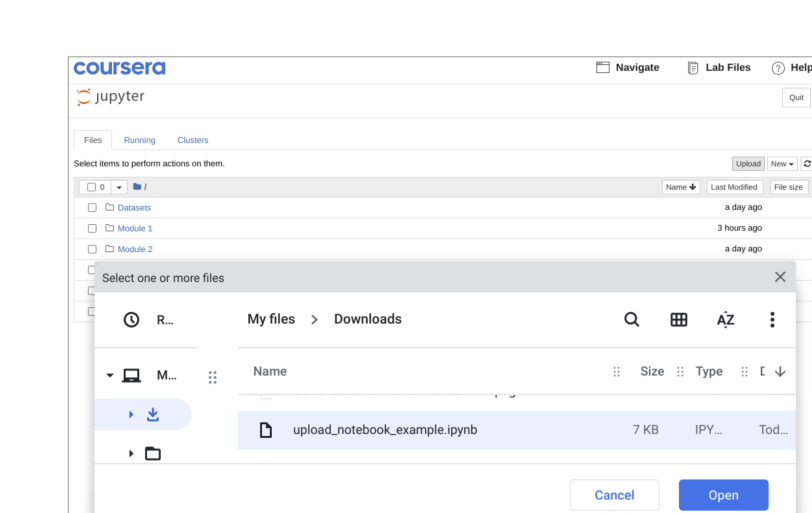 coursera
Navigate Lab Files Help
jupyter
Quit
Files Running Clusters
Select items to perform actions on them.
Upload New
0 / Name Last Modified File size
Datasets a day ago
Module 1 3 hours ago
Module 2 a day ago
Select one or more files
R... My files > Downloads AZ
M... Name Size Type
upload_notebook_example.ipynb 7 KB IPY... Tod...
Cancel Open